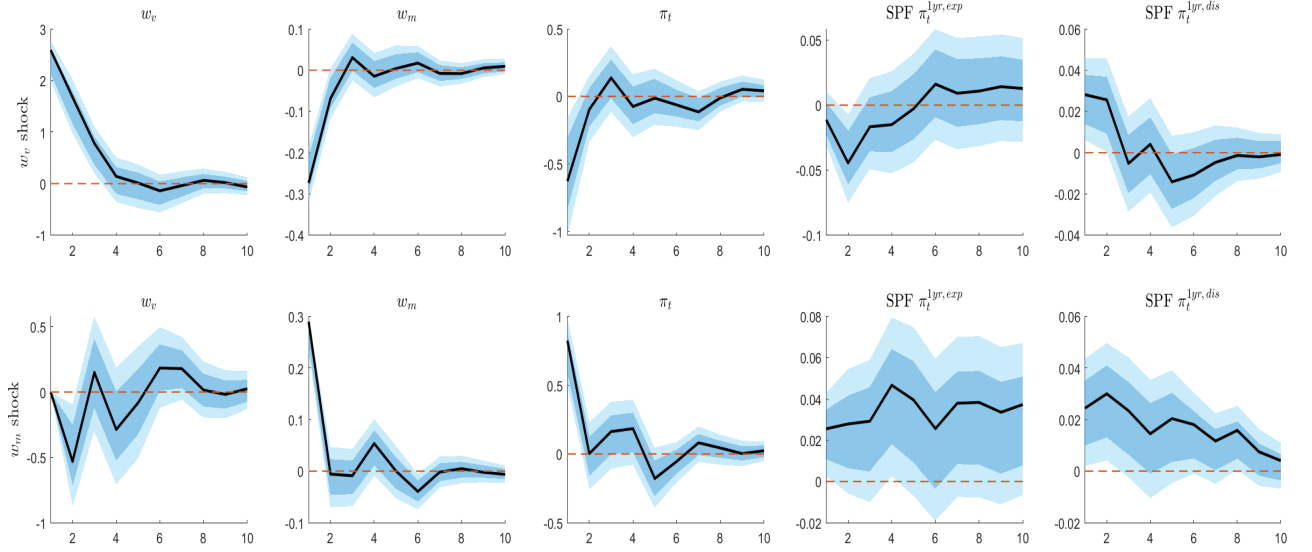 w_v
w_m
π_t
SPF π_t^{1yr,exp}
SPF π_t^{1yr,dis}
w_v shock
3
2
1
0
-1
2 4 6 8 10
0.1
0
-0.1
-0.2
-0.3
-0.4
2 4 6 8 10
0.5
0
-0.5
-1
2 4 6 8 10
0.05
0
-0.05
-0.1
2 4 6 8 10
0.06
0.04
0.02
0
-0.02
-0.04
2 4 6 8 10
w_v
w_m
π_t
SPF π_t^{1yr,exp}
SPF π_t^{1yr,dis}
w_m shock
0.5
0
-0.5
-1
2 4 6 8 10
0.3
0.2
0.1
0
-0.1
2 4 6 8 10
1
0.5
0
-0.5
2 4 6 8 10
0.08
0.06
0.04
0.02
0
-0.02
2 4 6 8 10
0.06
0.04
0.02
0
-0.02
2 4 6 8 10